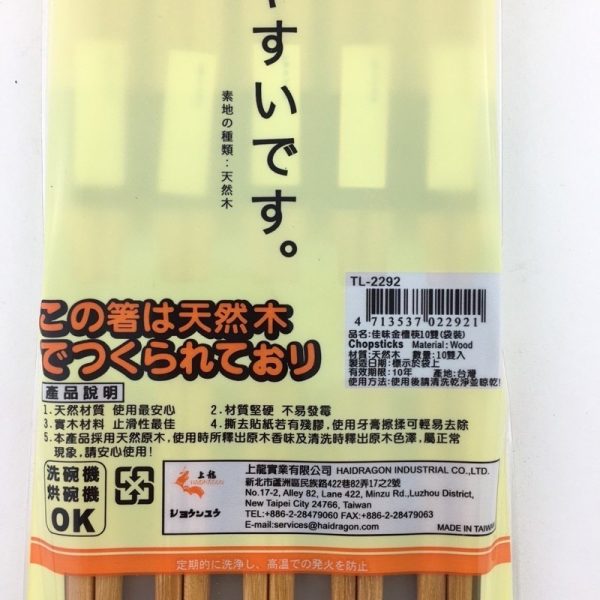 やすいです。
素地の種類：天然木
TL-2292
4 713537 022921
品名:佳味金檀筷10雙(袋裝)
Chopsticks Material: Wood
材質:天然木 數量:10雙入
製造日期:標示於袋上
有效期限:10年 產地:台灣
使用方法:使用後請清洗乾淨並晾乾!
この箸は天然木
でつくられており
產品說明
1.天然材質 使用最安心 2.材質堅硬 不易發霉
3.實木材料 止滑性最佳 4.撕去貼紙若有殘膠,使用牙膏擦揉可輕易去除
5.本產品採用天然原木,使用時所釋出原木香味及清洗時釋出原木色澤,屬正常
現象,請安心使用!
洗碗機
烘碗機
OK
上龍
HAIDRAGON
ジョウリュウ
上龍實業有限公司 HAIDRAGON INDUSTRIAL CO.,LTD.
新北市蘆洲區民族路422巷82弄17之2號
No.17-2, Alley 82, Lane 422, Minzu Rd.,Luzhou District,
New Taipei City 24766, Taiwan
TEL:+886-2-28479060 FAX:+886-2-28479063
E-mail:services@haidragon.com
MADE IN TAIWAN
定期的に洗浄し、高温での発火を防止